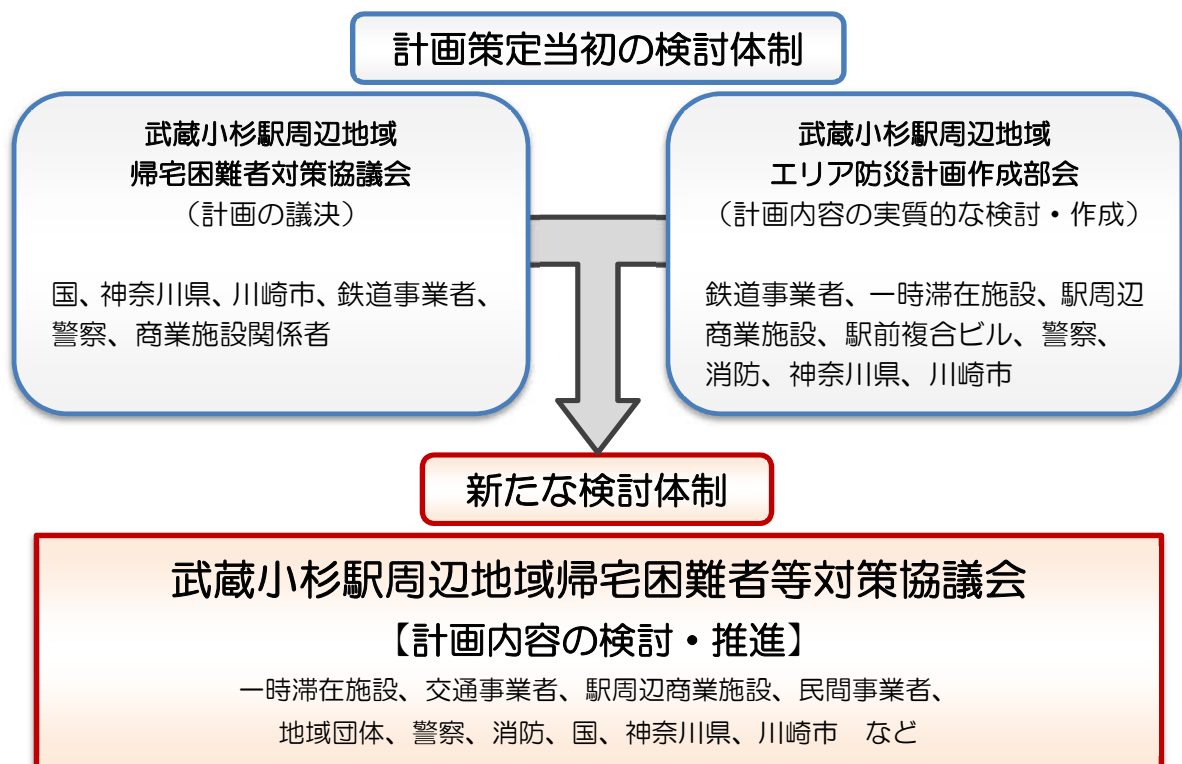 計画策定当初の検討体制
武蔵小杉駅周辺地域
帰宅困難者対策協議会
（計画の議決）
国、神奈川県、川崎市、鉄道事業者、
警察、商業施設関係者
武蔵小杉駅周辺地域
エリア防災計画作成部会
（計画内容の実質的な検討・作成）
鉄道事業者、一時滞在施設、駅周辺
商業施設、駅前複合ビル、警察、
消防、神奈川県、川崎市
新たな検討体制
武蔵小杉駅周辺地域帰宅困難者等対策協議会
【計画内容の検討・推進】
一時滞在施設、交通事業者、駅周辺商業施設、民間事業者、
地域団体、警察、消防、国、神奈川県、川崎市　など